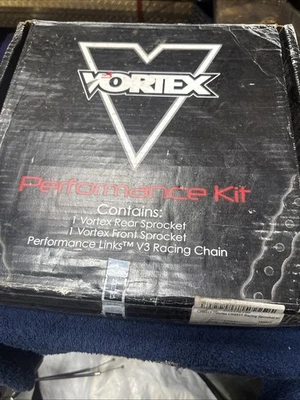 VORTEX
Performance Kit
Contains:
1 Vortex Rear Sprocket
1 Vortex Front Sprocket
Performance Links™ V3 Racing Chain